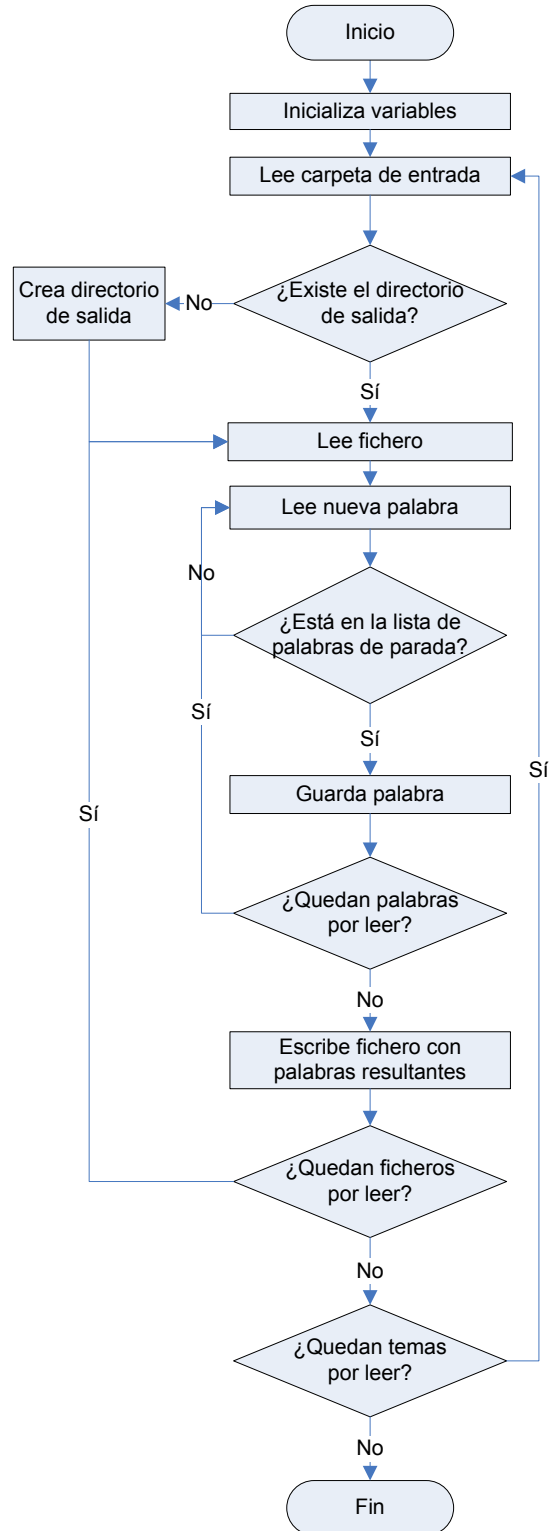 Inicio
Inicializa variables
Lee carpeta de entrada
¿Existe el directorio
de salida?
No
Crea directorio
de salida
Sí
Lee fichero
Lee nueva palabra
No
¿Está en la lista de
palabras de parada?
Sí
Sí
Sí
Guarda palabra
Sí
¿Quedan palabras
por leer?
No
Escribe fichero con
palabras resultantes
¿Quedan ficheros
por leer?
No
¿Quedan temas
por leer?
No
Fin